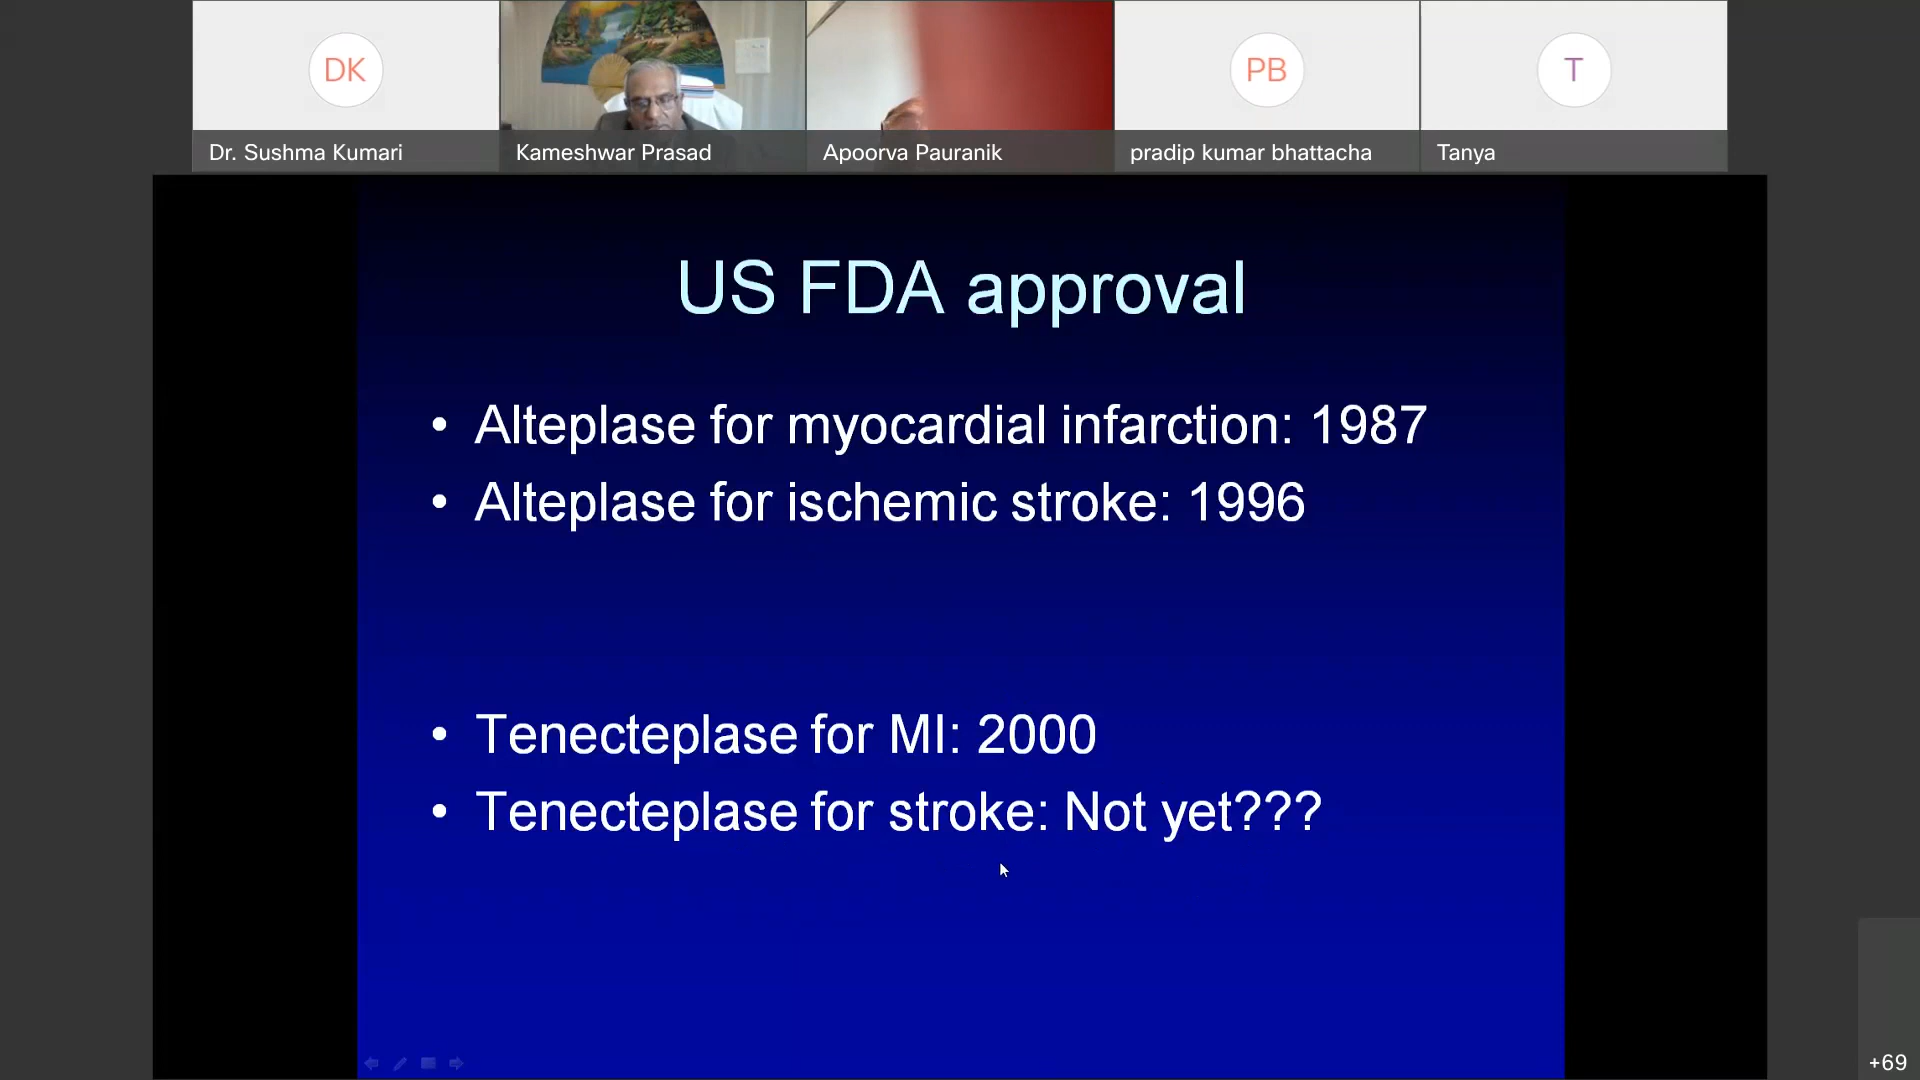 DK
PB
T
Dr. Sushma Kumari
Kameshwar Prasad
Apoorva Pauranik
pradip kumar bhattacha
Tanya
US FDA approval
• Alteplase for myocardial infarction: 1987
• Alteplase for ischemic stroke: 1996
• Tenecteplase for MI: 2000
• Tenecteplase for stroke: Not yet???
+69